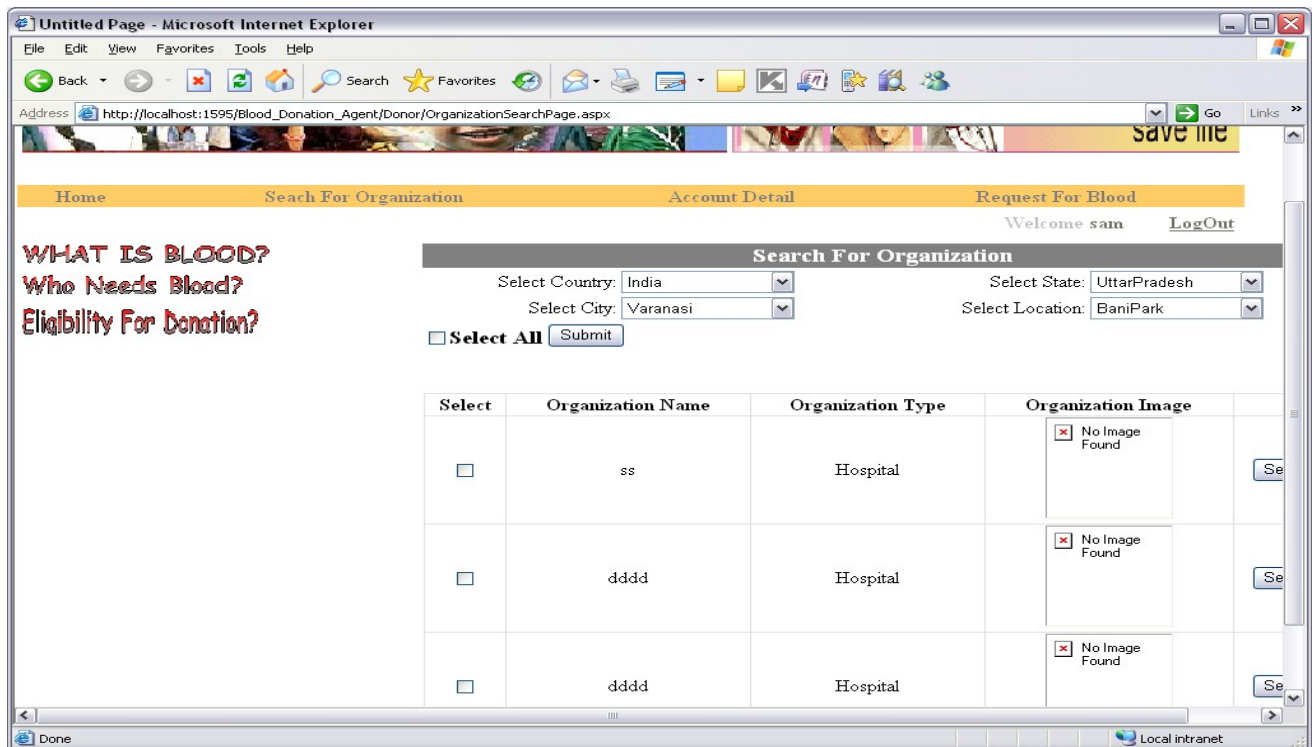 Untitled Page - Microsoft Internet Explorer
File Edit View Favorites Tools Help
Back Search Favorites
Address http://localhost:1595/Blood_Donation_Agent/Donor/OrganizationSearchPage.aspx Go Links »
save me
Home Seach For Organization Account Detail Request For Blood
Welcome sam LogOut
WHAT IS BLOOD?
Who Needs Blood?
Eligibility For Donation?
Search For Organization
Select Country: India Select State: UttarPradesh
Select City: Varanasi Select Location: BaniPark
Select All Submit
Select Organization Name Organization Type Organization Image
No Image
Found
ss Hospital Se
No Image
Found
dddd Hospital Se
No Image
Found
dddd Hospital Se
Done Local intranet